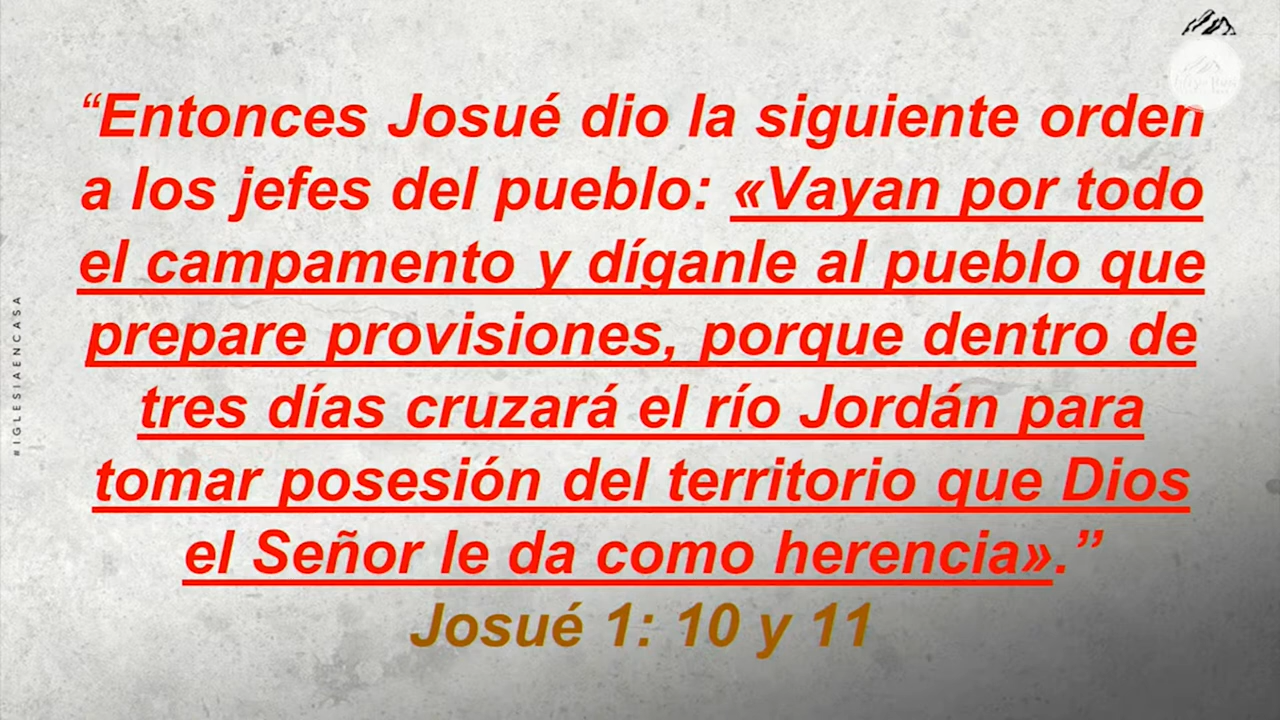 “Entonces Josué dio la siguiente orden
a los jefes del pueblo: «Vayan por todo
el campamento y díganle al pueblo que
prepare provisiones, porque dentro de
tres días cruzará el río Jordán para
tomar posesión del territorio que Dios
el Señor le da como herencia».”
Josué 1: 10 y 11
#IGLESIAENCASA